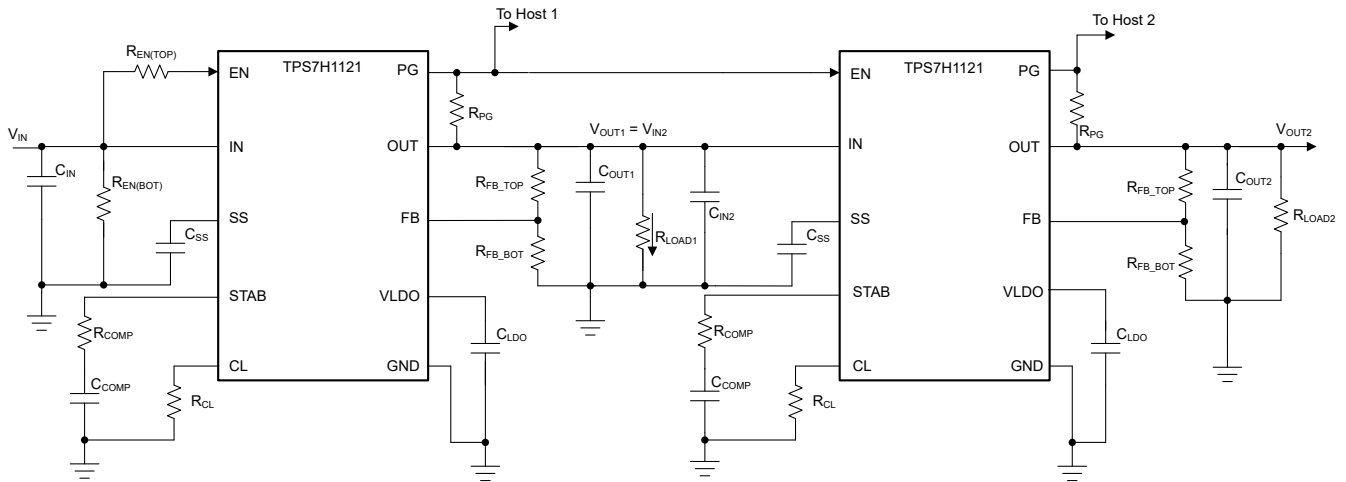 To Host 1
To Host 2
R_EN(TOP)
EN
TPS7H1121
PG
EN
TPS7H1121
PG
R_PG
R_PG
V_IN
V_OUT1 = V_IN2
V_OUT2
IN
OUT
IN
OUT
C_IN
R_EN(BOT)
R_FB_TOP
C_OUT1
C_IN2
R_FB_TOP
C_OUT2
SS
FB
SS
FB
C_SS
R_FB_BOT
R_LOAD1
C_SS
R_FB_BOT
R_LOAD2
STAB
VLDO
STAB
VLDO
R_COMP
C_LDO
R_COMP
C_LDO
CL
GND
CL
GND
C_COMP
R_CL
C_COMP
R_CL